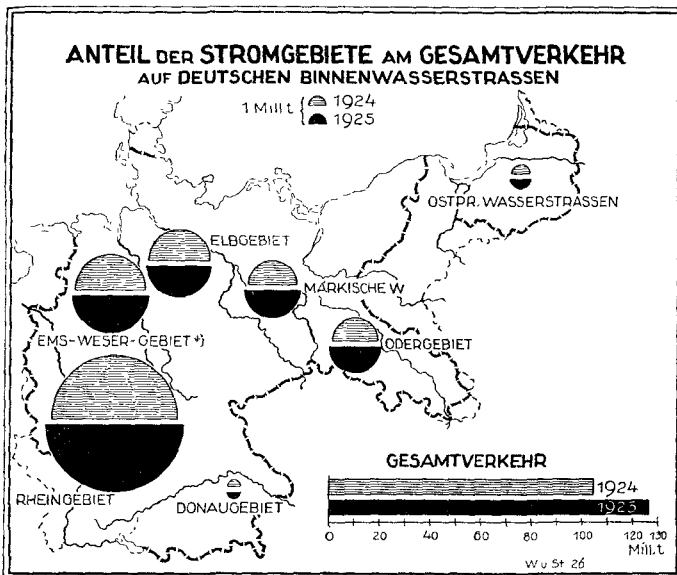 ANTEIL DER STROMGEBIETE AM GESAMTVERKEHR
AUF DEUTSCHEN BINNENWASSERSTRASSEN
1 Mill t { 1924
1925
OSTPR. WASSERSTRASSEN
ELBGEBIET
MÄRKISCHE W
EMS-WESER-GEBIET *)
ODERGEBIET
RHEINGEBIET
DONAUGEBIET
GESAMTVERKEHR
1924
1925
0 20 40 60 80 100 120 130
Mill.t
W u St 26